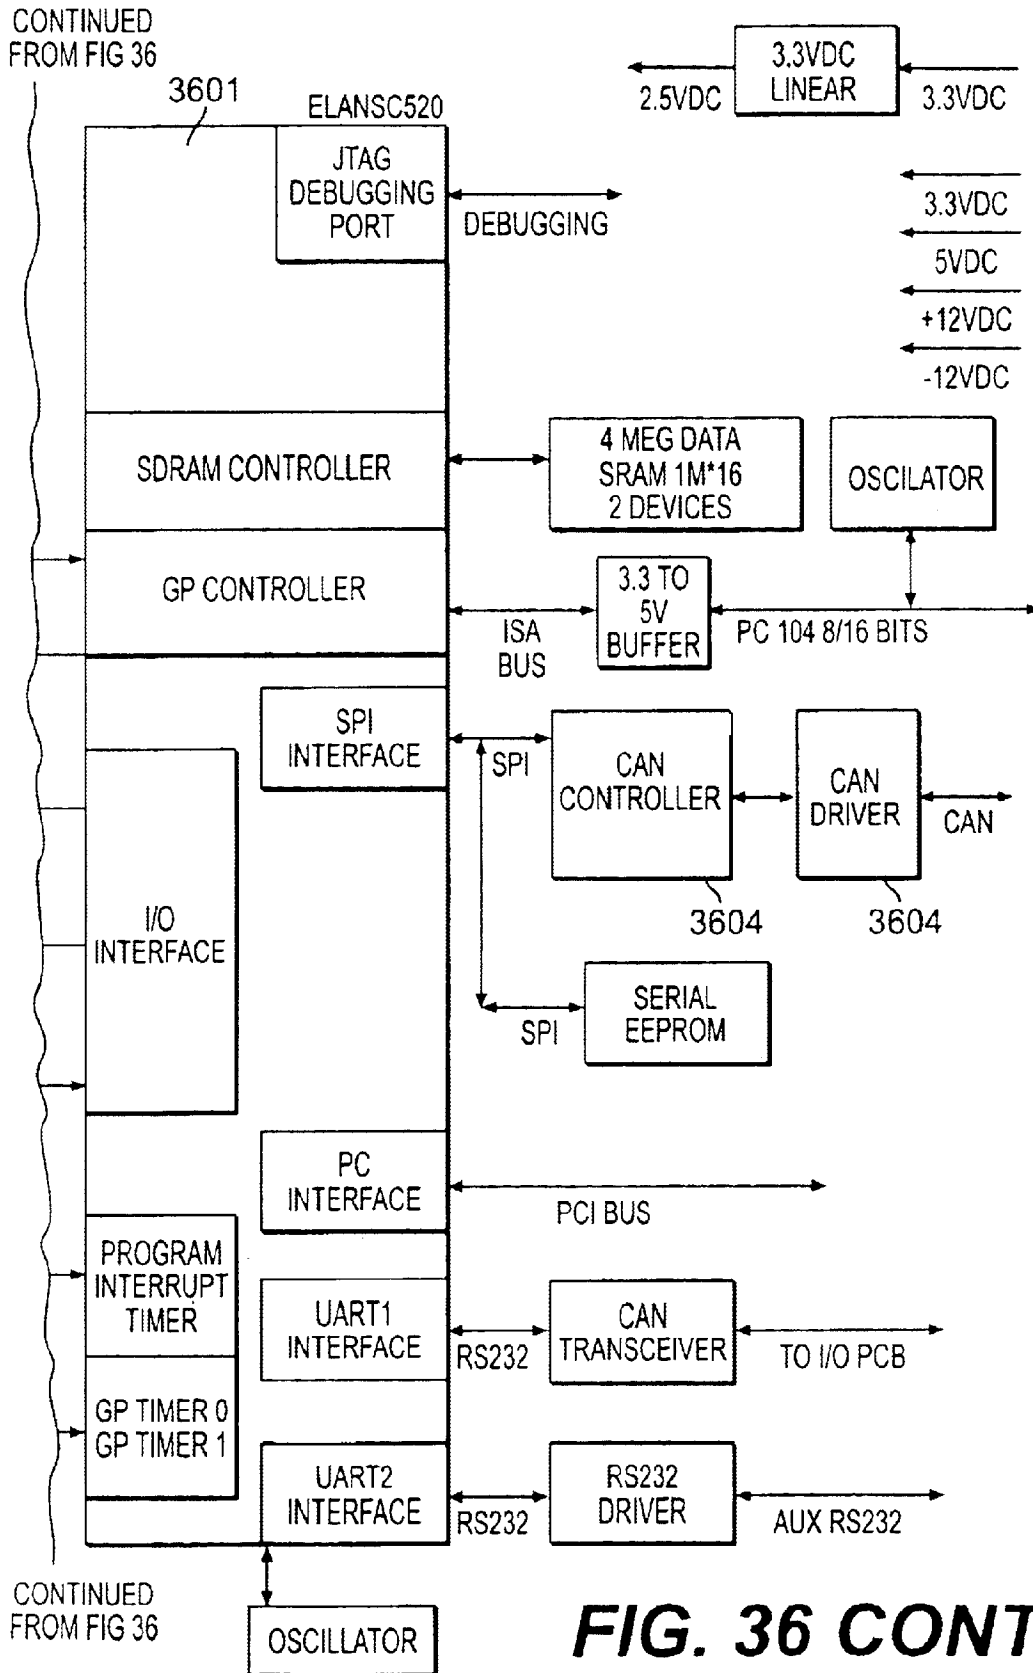 CONTINUED
FROM FIG 36
3601
ELANSC520
3.3VDC
LINEAR
2.5VDC
3.3VDC
JTAG
DEBUGGING
PORT
DEBUGGING
3.3VDC
5VDC
+12VDC
-12VDC
SDRAM CONTROLLER
4 MEG DATA
SRAM 1M*16
2 DEVICES
OSCILATOR
GP CONTROLLER
ISA
BUS
3.3 TO
5V
BUFFER
PC 104 8/16 BITS
SPI
INTERFACE
SPI
CAN
CONTROLLER
CAN
DRIVER
CAN
3604
3604
I/O
INTERFACE
SPI
SERIAL
EEPROM
PC
INTERFACE
PCI BUS
PROGRAM
INTERRUPT
TIMER
UART1
INTERFACE
RS232
CAN
TRANSCEIVER
TO I/O PCB
GP TIMER 0
GP TIMER 1
UART2
INTERFACE
RS232
RS232
DRIVER
AUX RS232
CONTINUED
FROM FIG 36
OSCILLATOR
FIG. 36 CONT